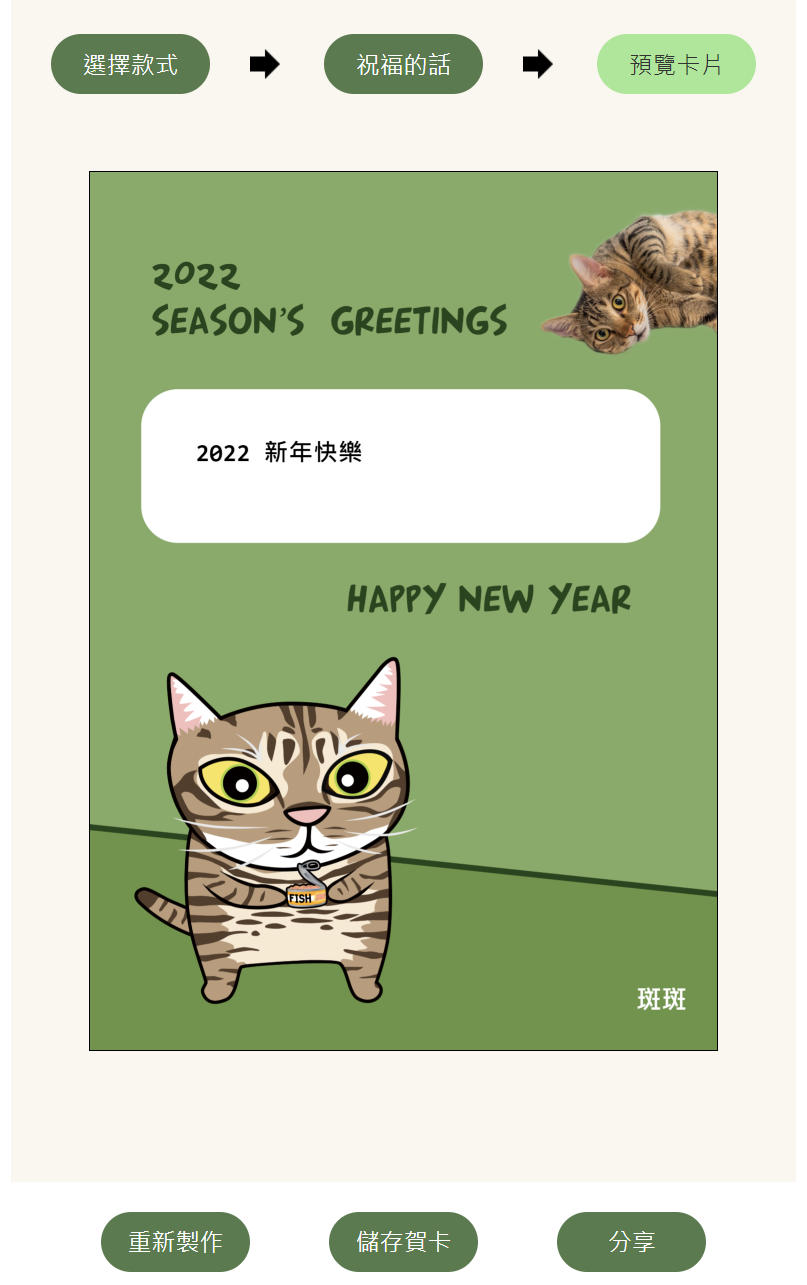 選擇款式 祝福的話 預覽卡片
2022
SEASON'S GREETINGS
2022 新年快樂
HAPPY NEW YEAR
FISH
斑斑
重新製作 儲存賀卡 分享